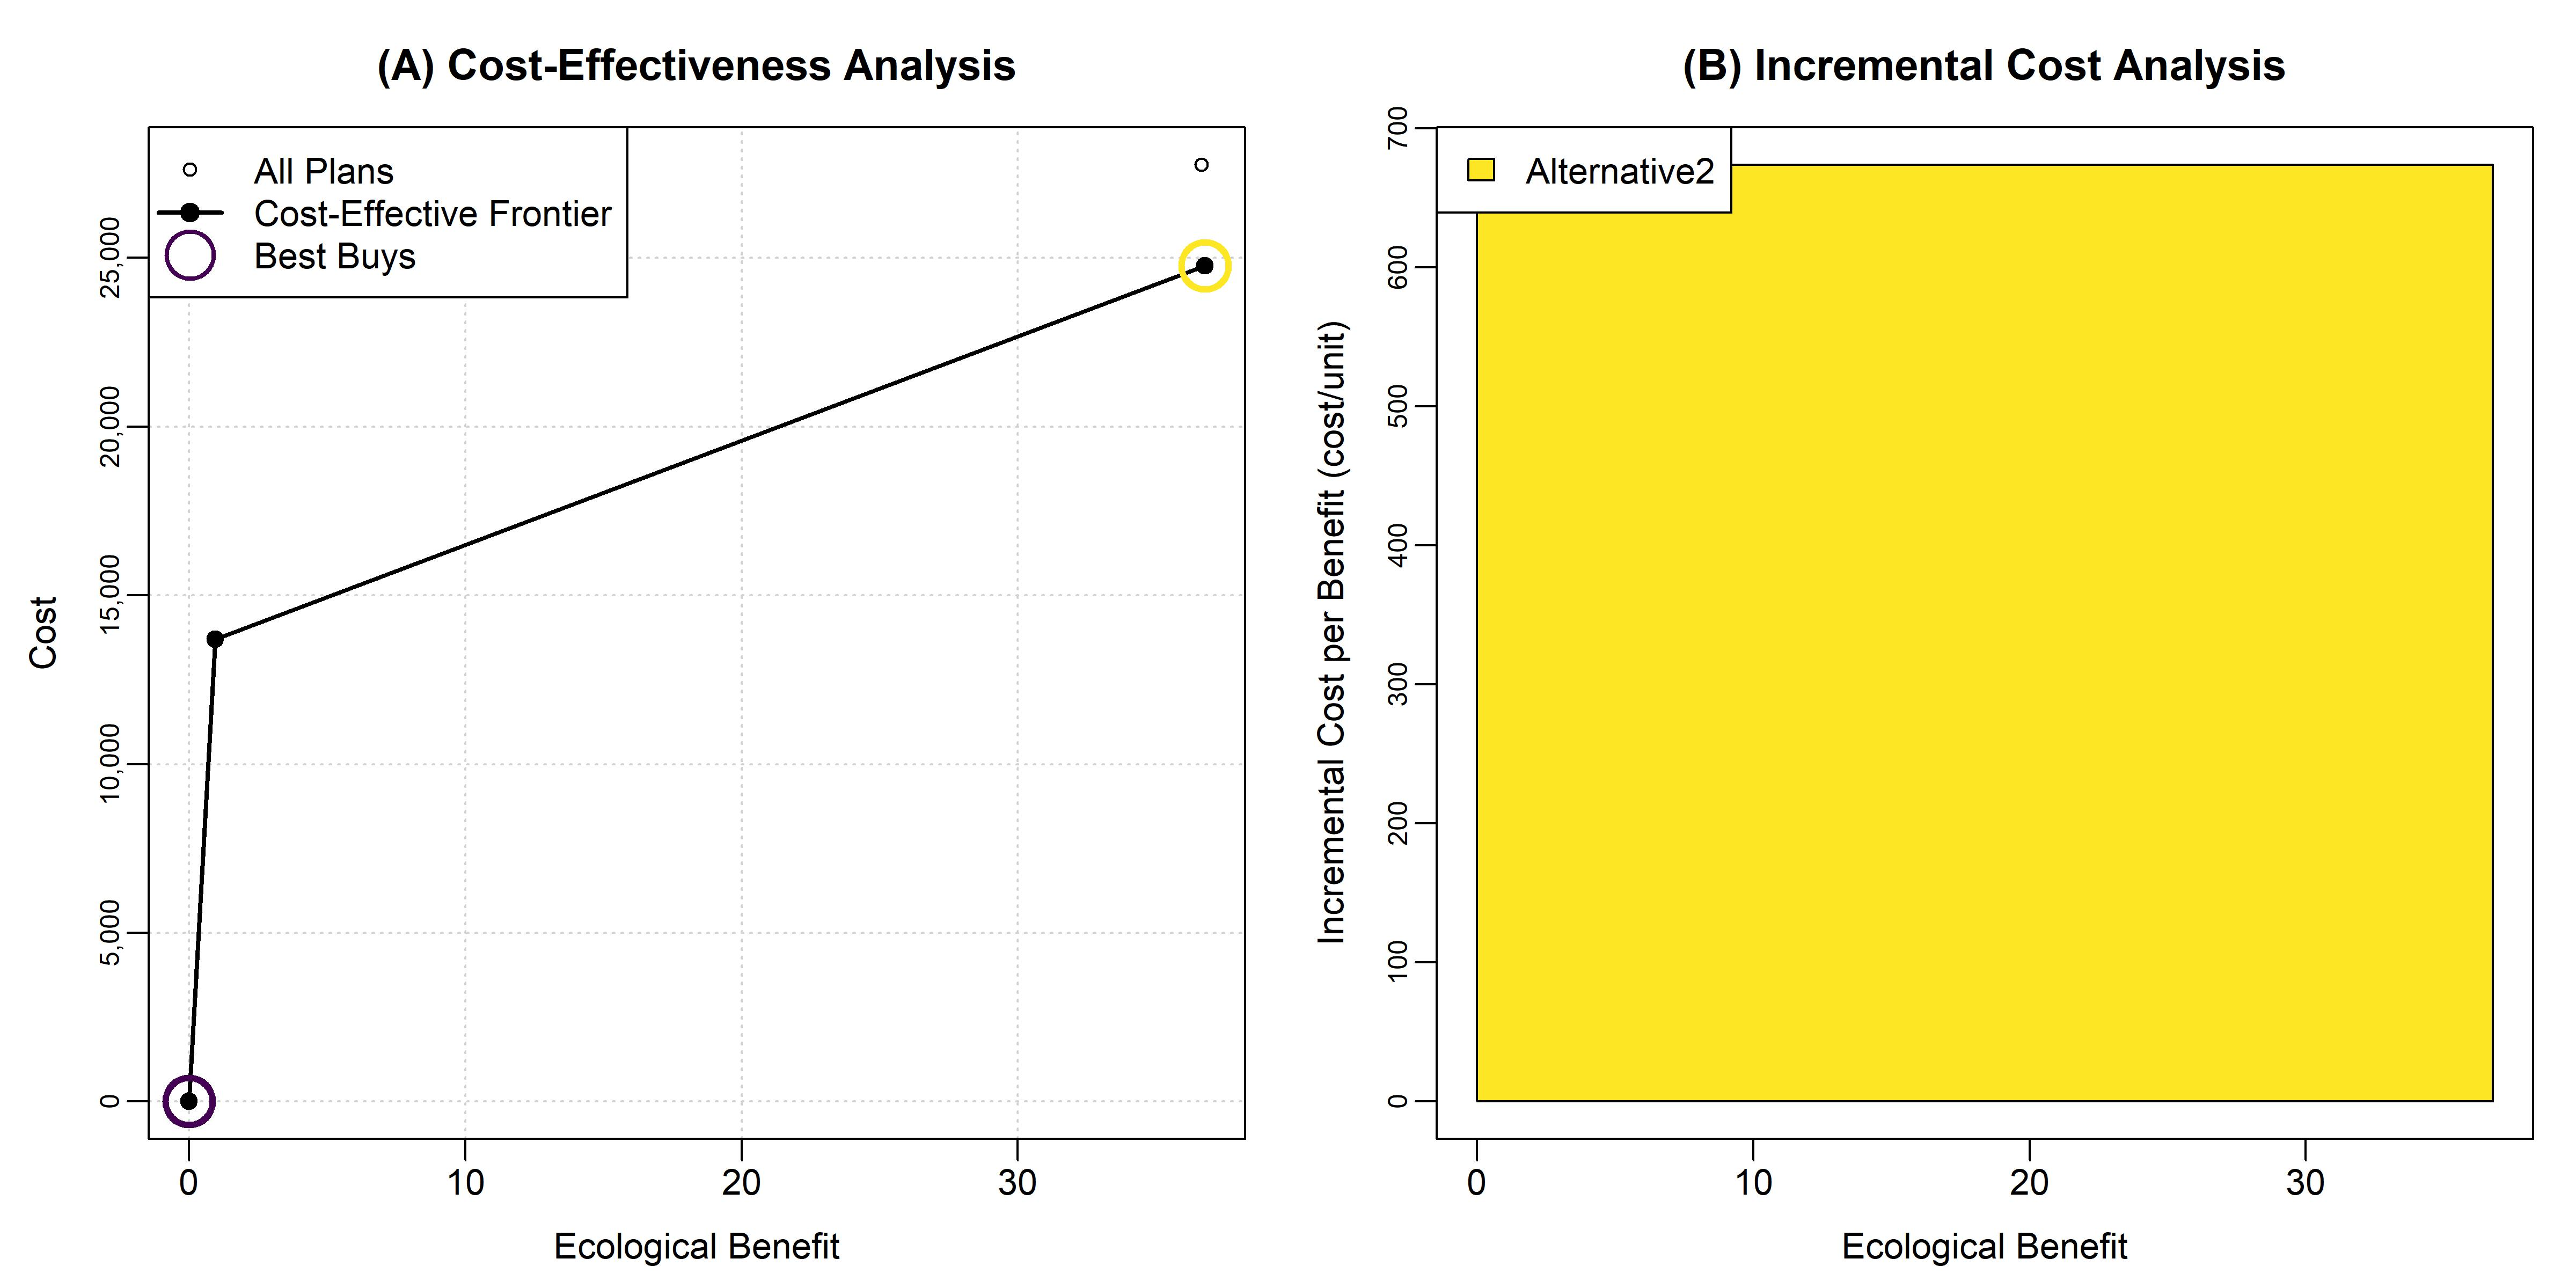 (A) Cost-Effectiveness Analysis
All Plans
Cost-Effective Frontier
Best Buys
Cost
25,000
20,000
15,000
10,000
5,000
0
0 10 20 30
Ecological Benefit
(B) Incremental Cost Analysis
Alternative2
Incremental Cost per Benefit (cost/unit)
700
600
500
400
300
200
100
0
0 10 20 30
Ecological Benefit